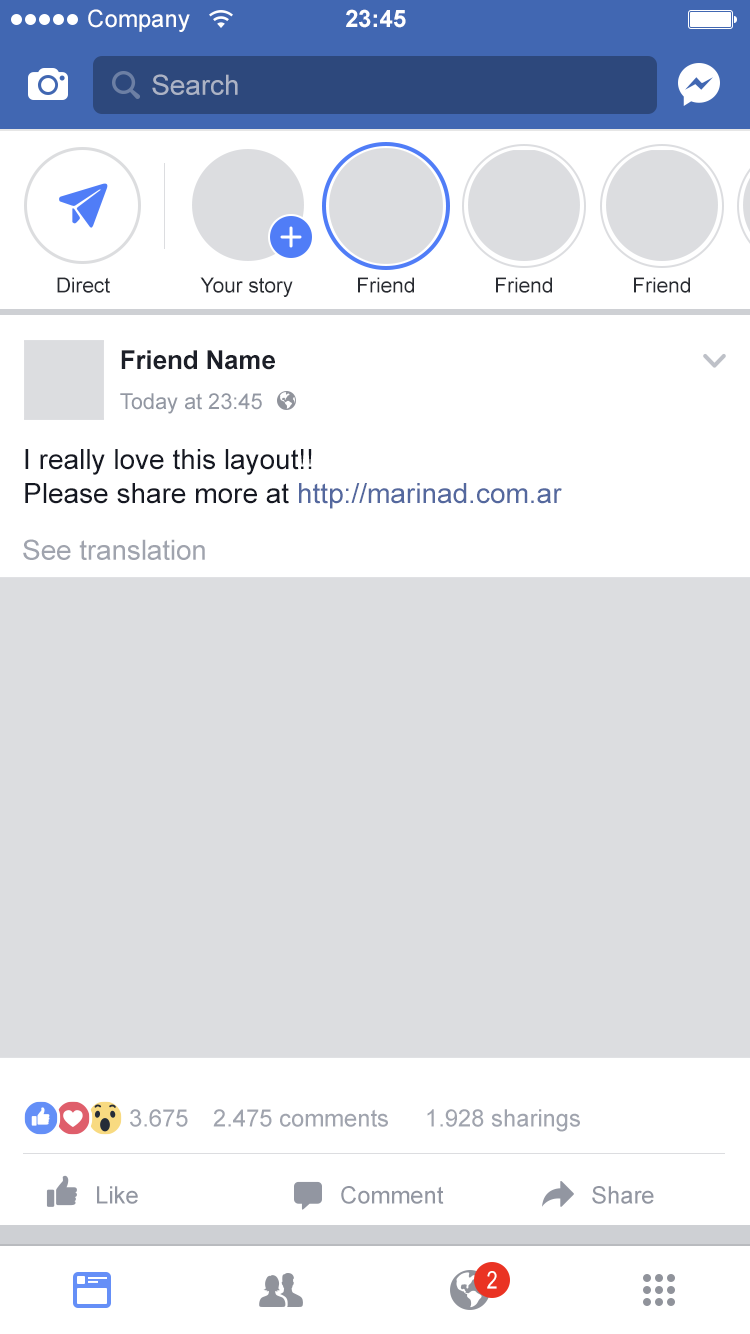 Company 23:45
Search
Direct Your story Friend Friend Friend
Friend Name
Today at 23:45
I really love this layout!!
Please share more at http://marinad.com.ar
See translation
3.675 2.475 comments 1.928 sharings
Like Comment Share
2